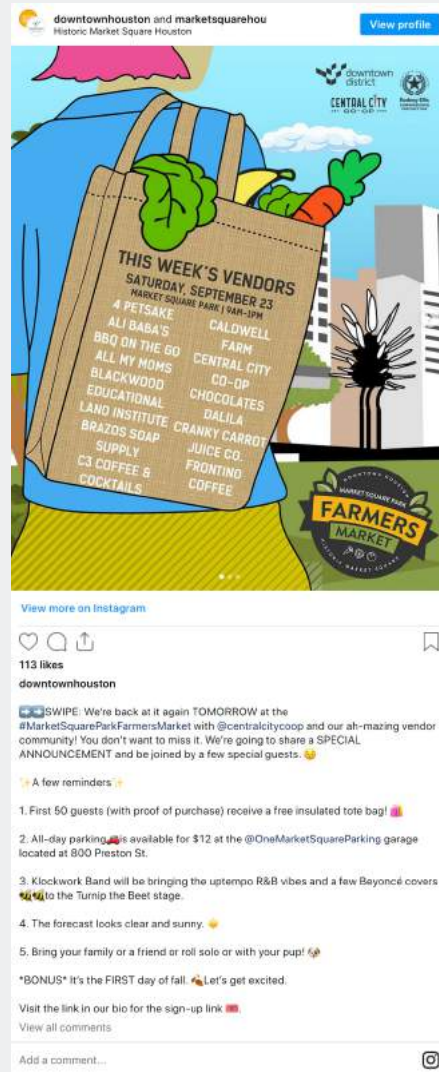 downtownhouston and marketsquarehou
Historic Market Square Houston
View profile
downtown
district
CENTRAL CITY
CO-OP
Rodney Ellis
THIS WEEK'S VENDORS
SATURDAY, SEPTEMBER 23
MARKET SQUARE PARK | 9AM-1PM
4 PETSAKE
ALI BABA'S
BBQ ON THE GO
ALL MY MOMS
BLACKWOOD
EDUCATIONAL
LAND INSTITUTE
BRAZOS SOAP
SUPPLY
C3 COFFEE &
COCKTAILS
CALDWELL
FARM
CENTRAL CITY
CO-OP
CHOCOLATES
DALILA
CRANKY CARROT
JUICE CO.
FRONTINO
COFFEE
DOWNTOWN HOUSTON
MARKET SQUARE PARK
FARMERS
MARKET
HISTORIC MARKET SQUARE
View more on Instagram
113 likes
downtownhouston
➡️➡️SWIPE: We're back at it again TOMORROW at the
#MarketSquareParkFarmersMarket with @centralcitycoop and our ah-mazing vendor
community! You don't want to miss it. We're going to share a SPECIAL
ANNOUNCEMENT and be joined by a few special guests. 😉
✨A few reminders✨
1. First 50 guests (with proof of purchase) receive a free insulated tote bag! 🛍️
2. All-day parking🚗is available for $12 at the @OneMarketSquareParking garage
located at 800 Preston St.
3. Klockwork Band will be bringing the uptempo R&B vibes and a few Beyoncé covers
🐝🐝to the Turnip the Beet stage.
4. The forecast looks clear and sunny. ☀️
5. Bring your family or a friend or roll solo or with your pup! 🐶
*BONUS* It's the FIRST day of fall. 🍂Let's get excited.
Visit the link in our bio for the sign-up link 🎟️.
View all comments
Add a comment...